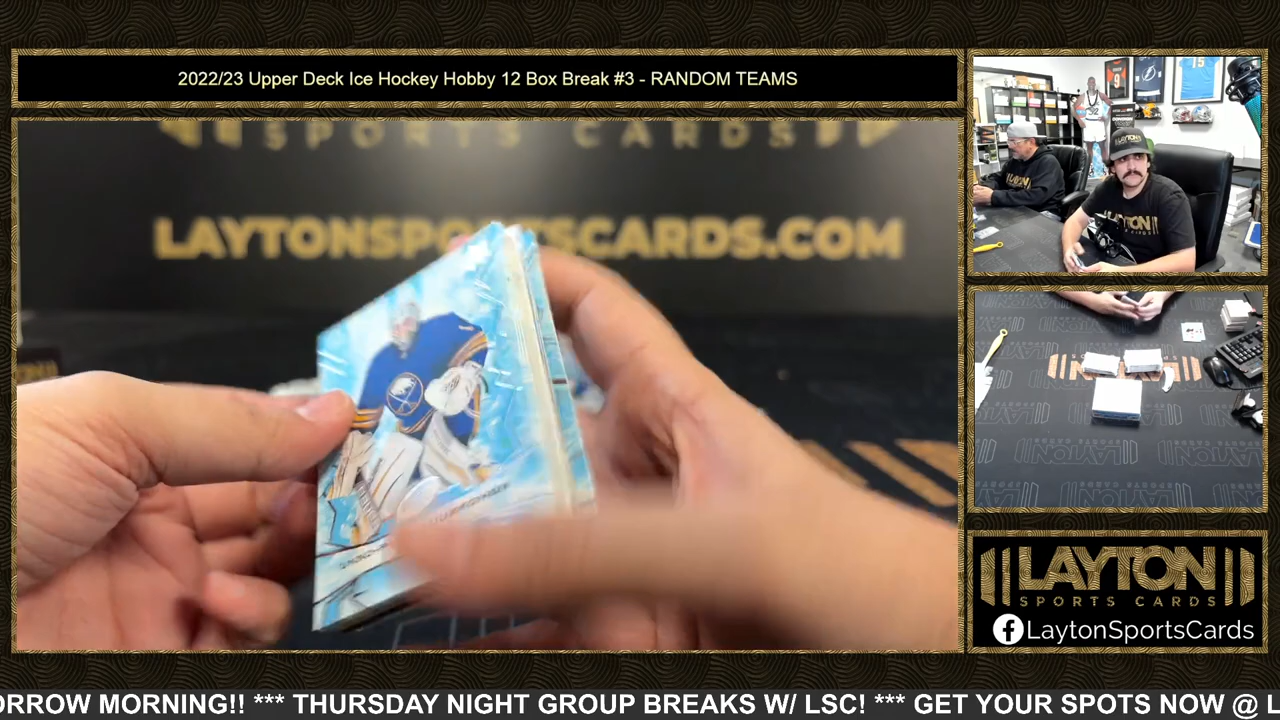 2022/23 Upper Deck Ice Hockey Hobby 12 Box Break #3 - RANDOM TEAMS
SPORTS CARDS
LAYTONSPORTSCARDS.COM
LAYTON
LAYTON
SPORTS CARDS
LaytonSportsCards
ORROW MORNING!! *** THURSDAY NIGHT GROUP BREAKS W/ LSC! *** GET YOUR SPOTS NOW @ L